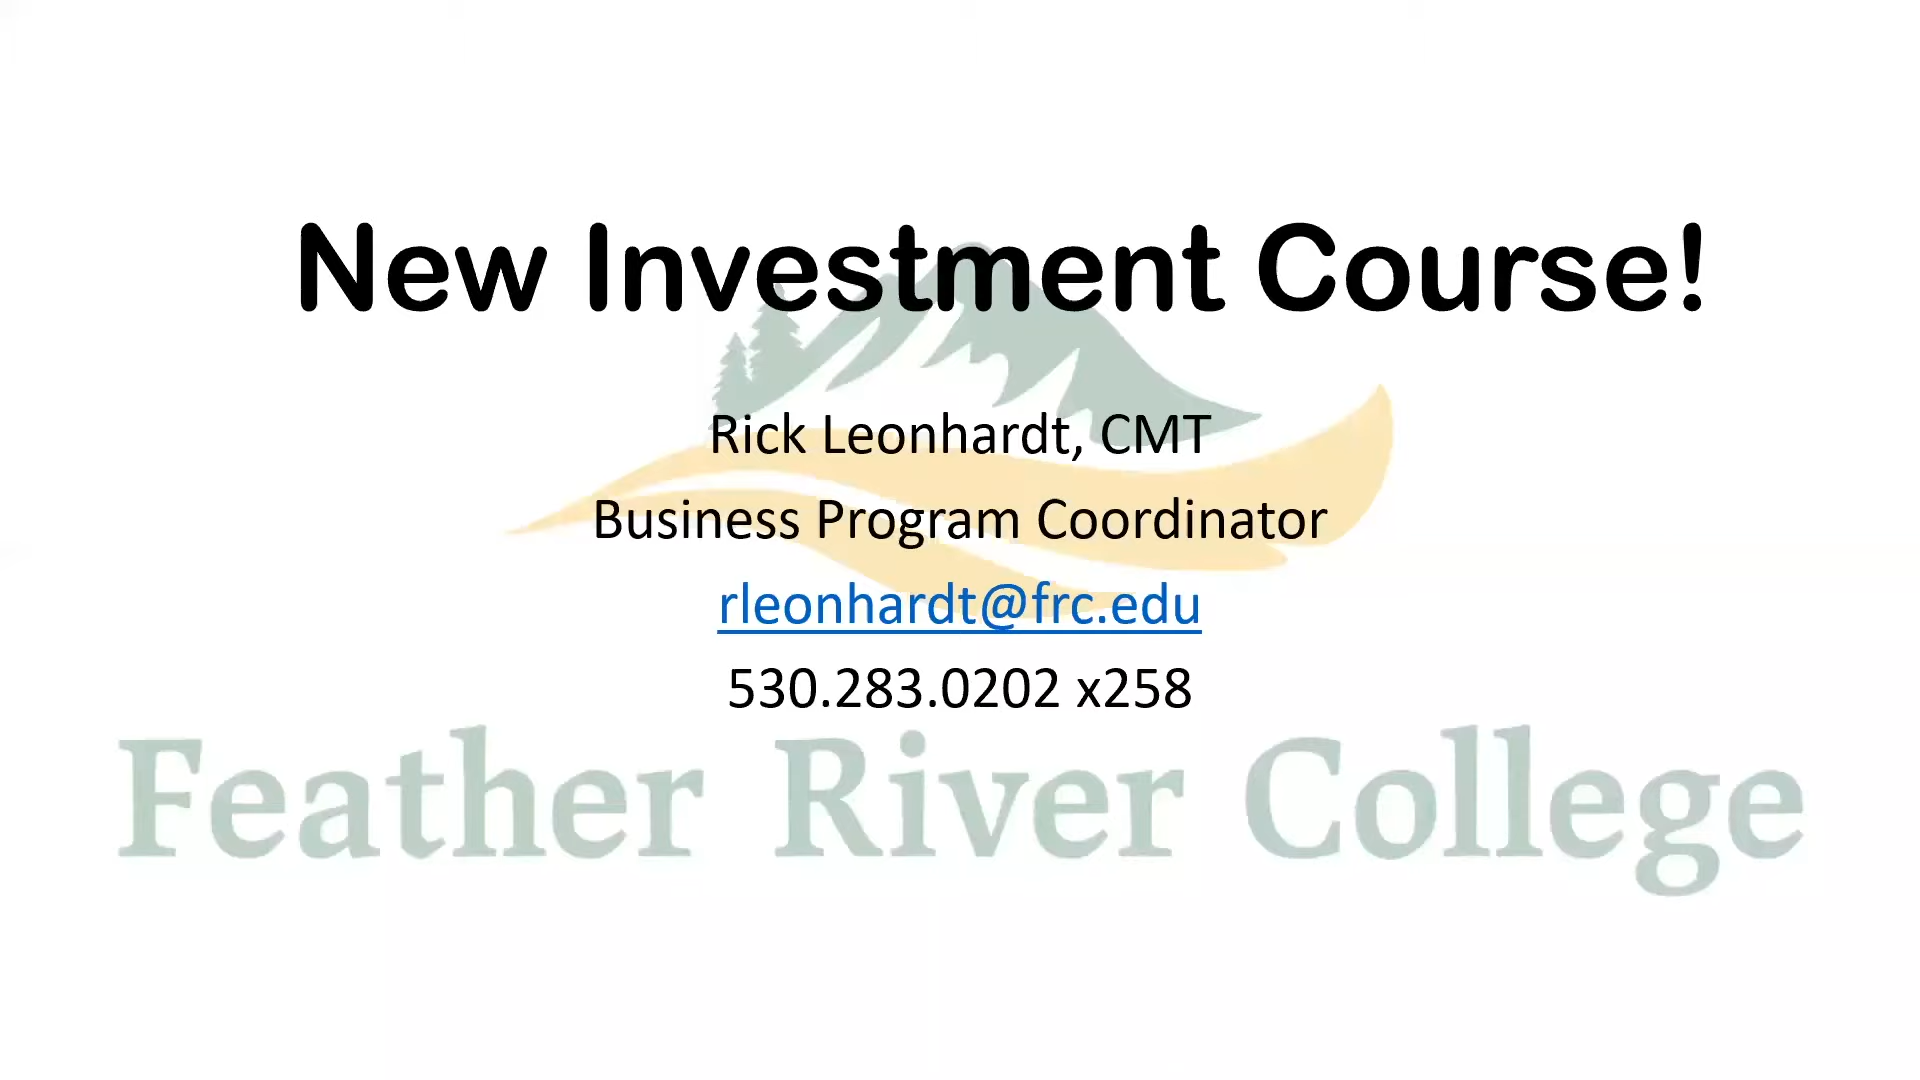 New Investment Course!
Rick Leonhardt, CMT
Business Program Coordinator
rleonhardt@frc.edu
530.283.0202 x258
Feather River College